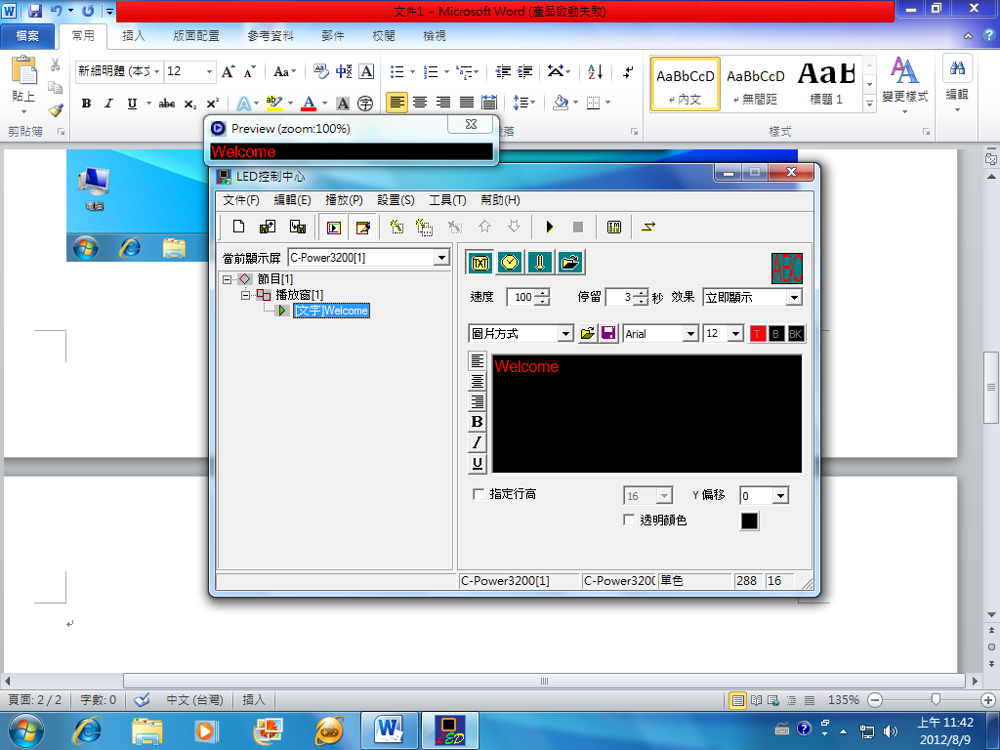 文件1 - Microsoft Word (產品啟動失敗)
檔案 常用 插入 版面配置 參考資料 郵件 校閱 檢視
新細明體 (本文 12
貼上
AaBbCcD AaBbCcD AaB
↵內文 ↵無間距 標題 1
變更樣式 編輯
剪貼簿 段落 樣式
Preview (zoom:100%)
Welcome
電腦
LED控制中心
文件(F) 編輯(E) 播放(P) 設置(S) 工具(T) 幫助(H)
當前顯示屏 C-Power3200[1]
節目[1]
播放窗[1]
[文字]Welcome
TXT
ABC
速度 100 停留 3 秒 效果 立即顯示
圖片方式 Arial 12 T B BK
Welcome
B
I
U
指定行高 16 Y 偏移 0
透明顏色
C-Power3200[1] C-Power3200 單色 288 16
頁面: 2 / 2 字數: 0 中文 (台灣) 插入 135%
上午 11:42
2012/8/9